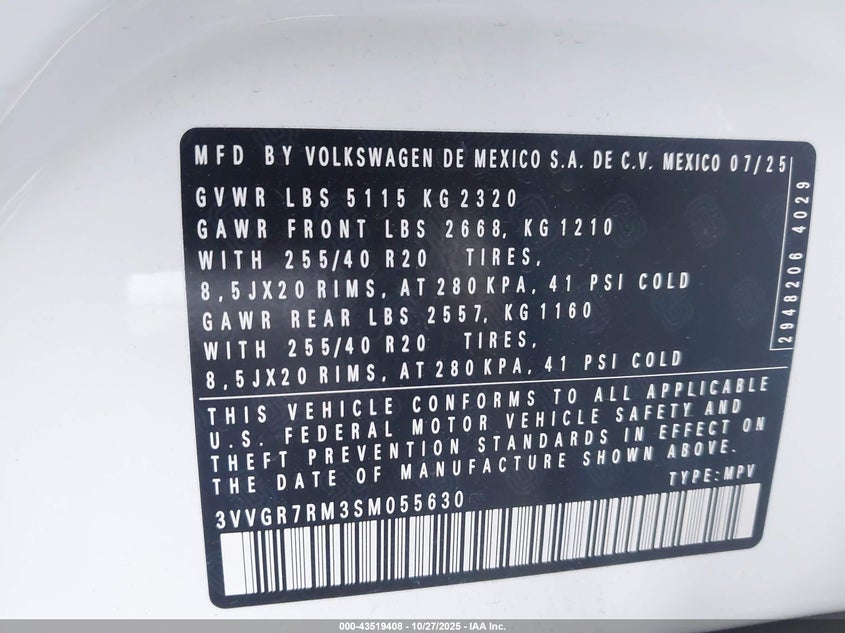 MFD BY VOLKSWAGEN DE MEXICO S.A. DE C.V. MEXICO 07/25
GVWR LBS 5115 KG 2320
GAWR FRONT LBS 2668, KG 1210
WITH 255/40 R20 TIRES,
8,5JX20 RIMS, AT 280 KPA, 41 PSI COLD
GAWR REAR LBS 2557, KG 1160
WITH 255/40 R20 TIRES,
8,5JX20 RIMS, AT 280 KPA, 41 PSI COLD
2948206 4029
THIS VEHICLE CONFORMS TO ALL APPLICABLE
U.S. FEDERAL MOTOR VEHICLE SAFETY AND
THEFT PREVENTION STANDARDS IN EFFECT ON
THE DATE OF MANUFACTURE SHOWN ABOVE.
TYPE: MPV
3VVGR7RM3SM055630
000-43519408 - 10/27/2025 - IAA Inc.